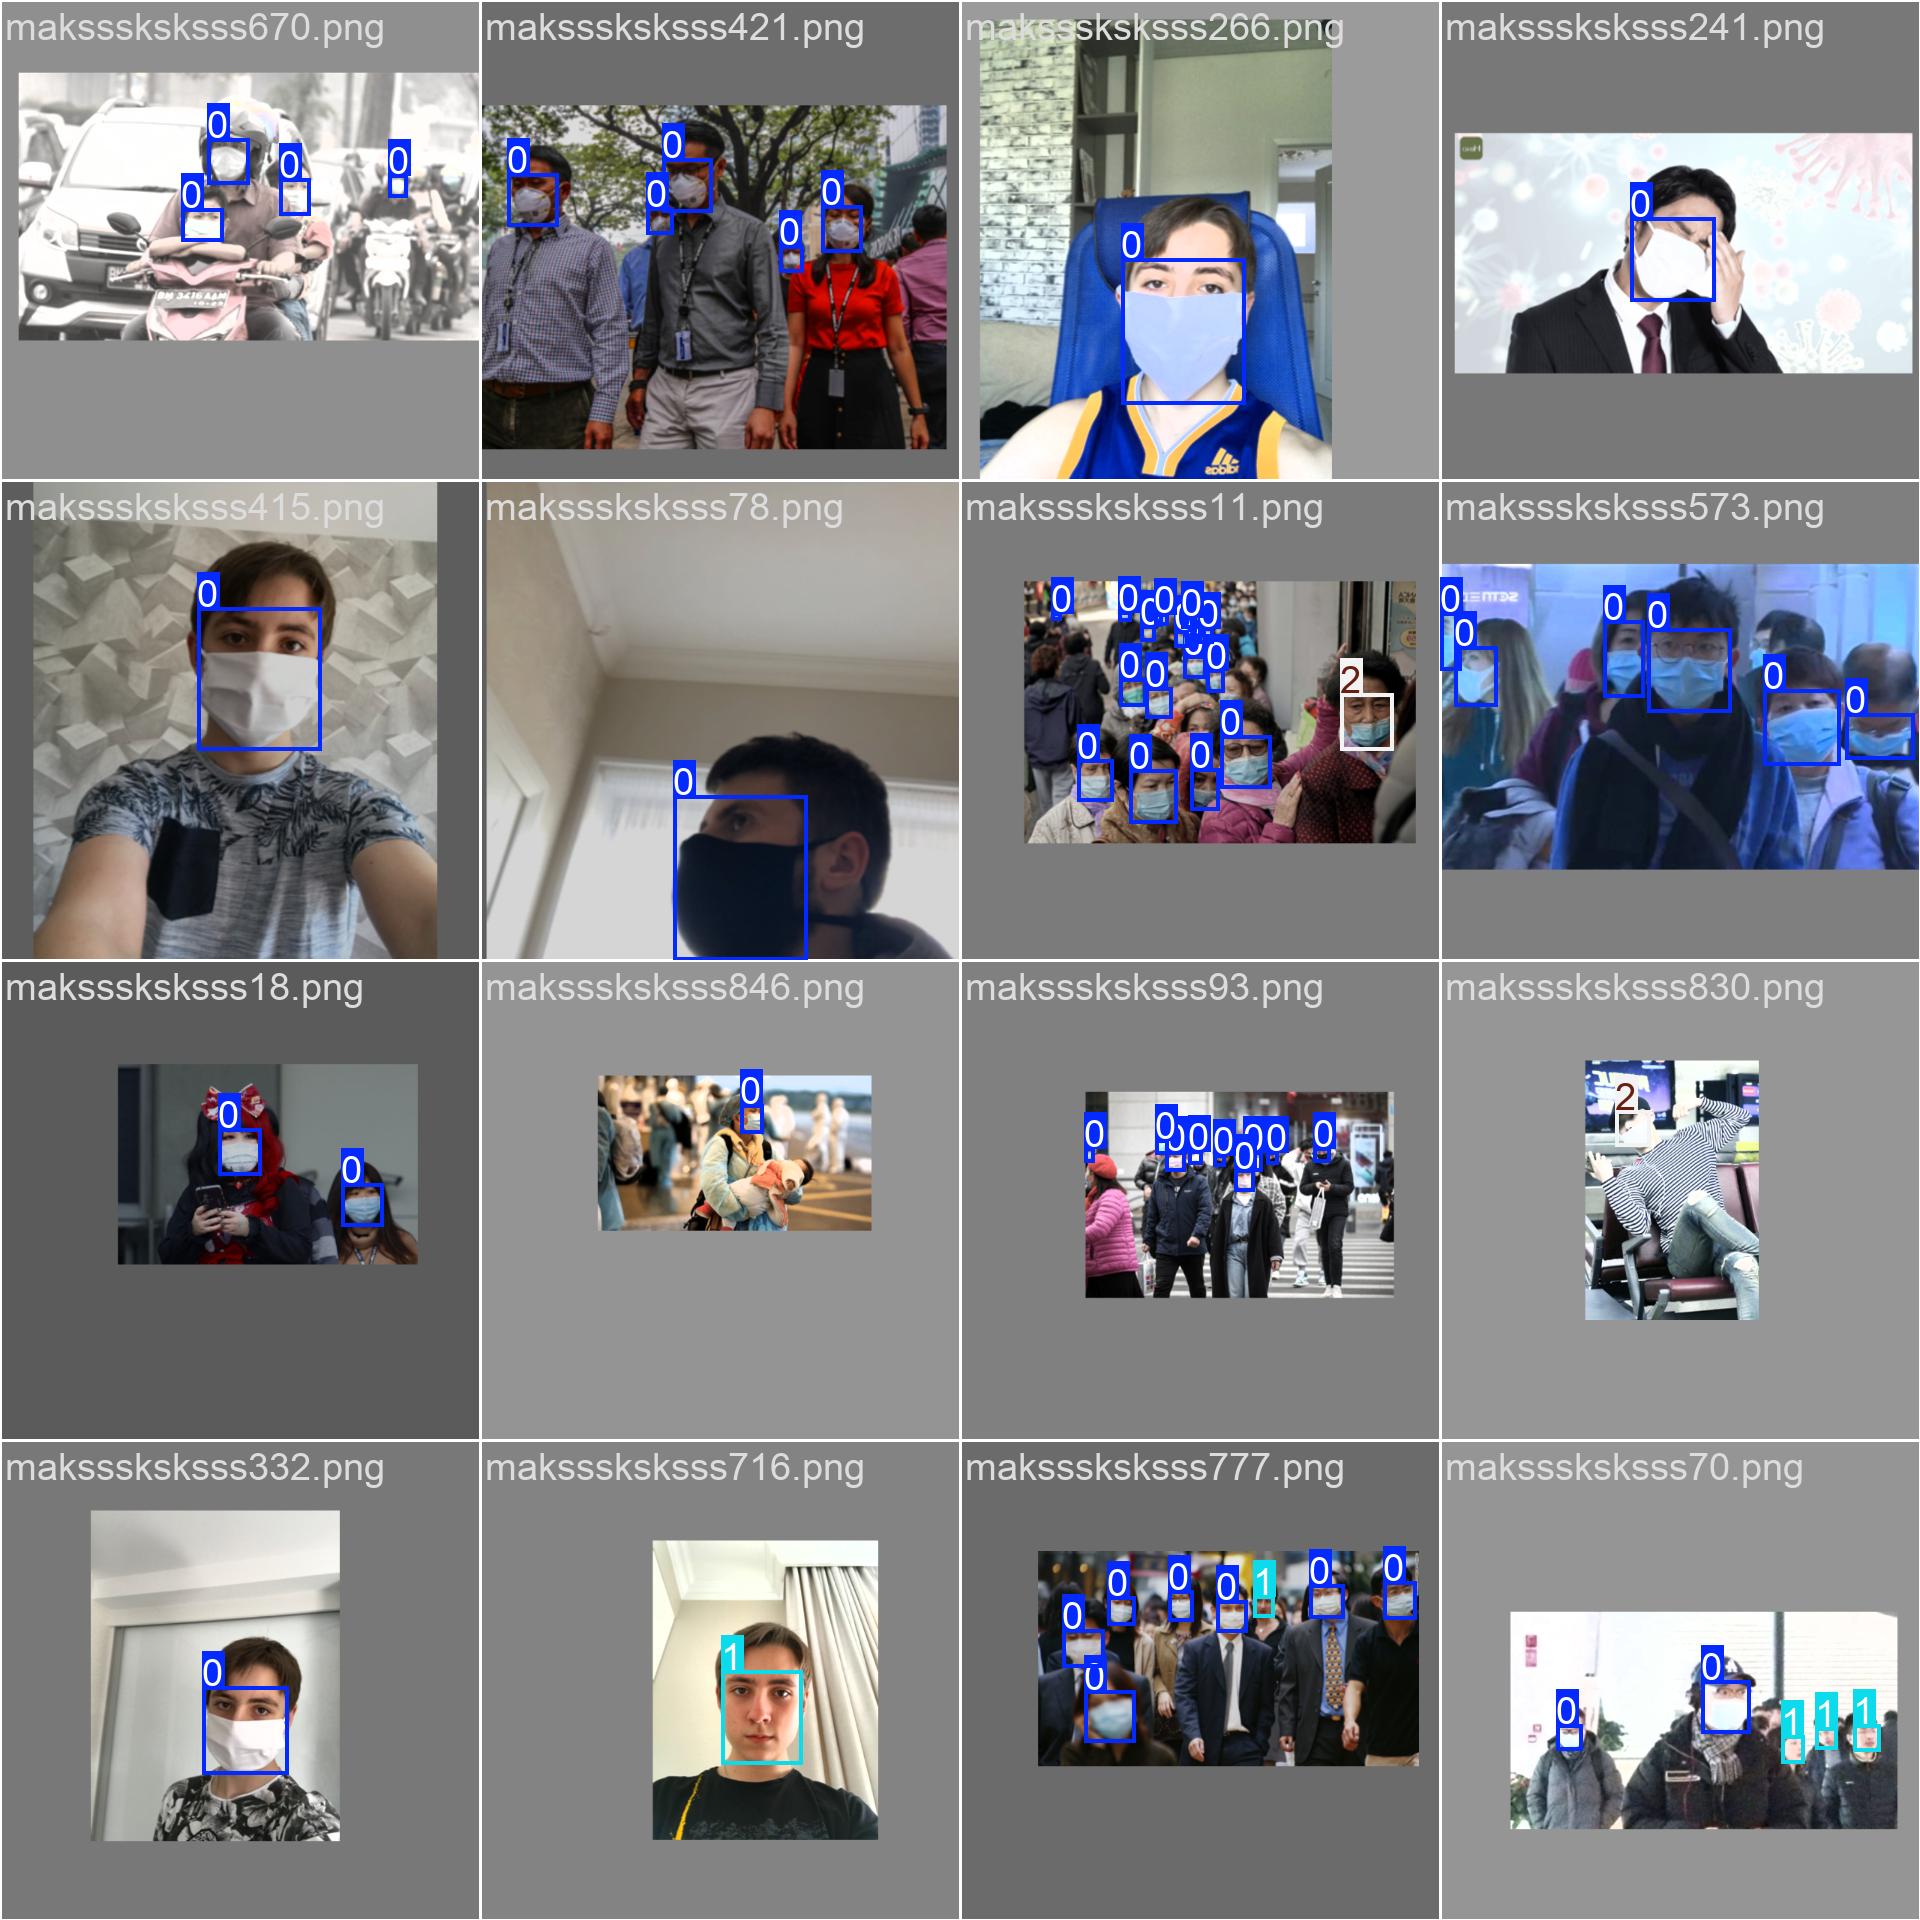 maksssksksss670.png
maksssksksss421.png
maksssksksss266.png
maksssksksss241.png
0
0
0
0
0
0
0
0
0
0
0
BM 3416 AAM
adidas
maksssksksss415.png
maksssksksss78.png
maksssksksss11.png
maksssksksss573.png
0
0
0 0 0 0 0 0 0
0 0 0 0
2
0
0 0 0 0
0
0
0 0
0
0
maksssksksss18.png
maksssksksss846.png
maksssksksss93.png
maksssksksss830.png
0
0
0
0 0 0 0 0 0 0 0
0
2
maksssksksss332.png
maksssksksss716.png
maksssksksss777.png
maksssksksss70.png
0
1
0 0 0 1 0 0
0
0
0
0
1 1 1